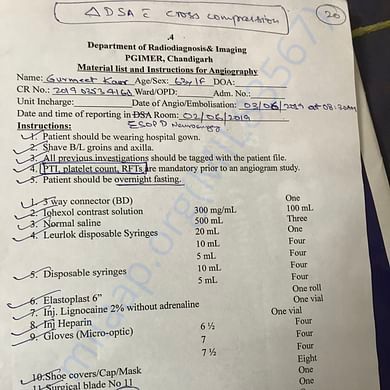 △ DSA c̄ cross compression
20
.4
Department of Radiodiagnosis& Imaging
PGIMER, Chandigarh
Material list and Instructions for Angiography
Name: Gurmeet Kaur Age/Sex: 63y/F DOA:
CR No.: Ward/OPD: Adm. No.:
Unit Incharge: Date of Angio/Embolisation: 03/06/2019 at 08:30AM
Date and time of reporting in DSA Room: 02/06/2019
Instructions: ESOPD Neurosurgery
1. Patient should be wearing hospital gown.
2. Shave B/L groins and axilla.
3. All previous investigations should be tagged with the patient file.
4. PTI, platelet count, RFTs are mandatory prior to an angiogram study.
5. Patient should be overnight fasting.
1. 3 way connector (BD) One
2. Iohexol contrast solution 300 mg/mL 100 mL
3. Normal saline 500 mL Three
4. Leurlok disposable Syringes 20 mL One
10 mL Four
5 mL Four
5. Disposable syringes 10 mL Four
5 mL Four
6. Elastoplast 6” One roll
7. Inj. Lignocaine 2% without adrenaline One vial
8. Inj Heparin One vial
9. Gloves (Micro-optic) 6 ½ Four
7 Four
7 ½ Four
10.Shoe covers/Cap/Mask Eight
11.Surgical blade No 11 One